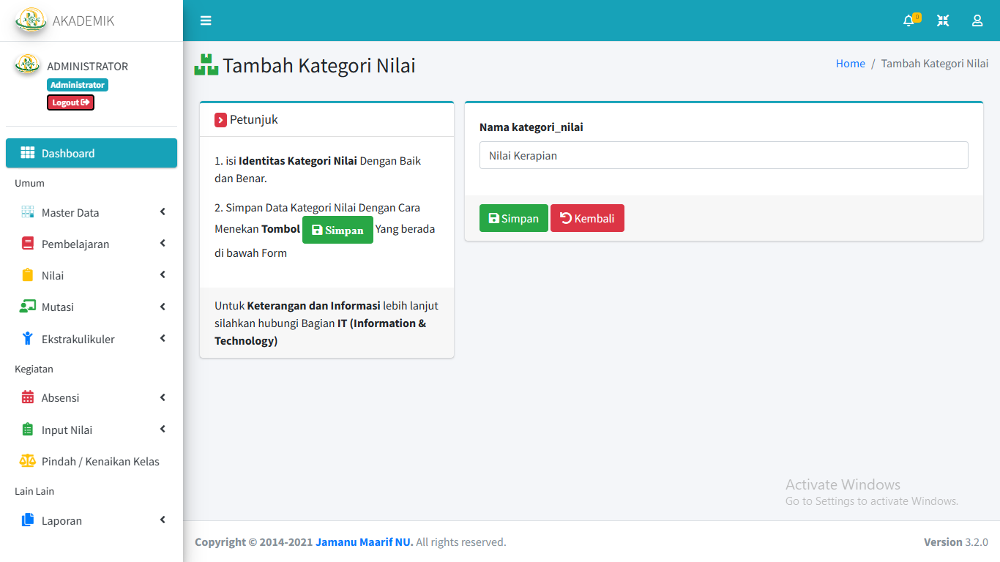 AKADEMIK
0
ADMINISTRATOR
Administrator
Logout
Dashboard
Umum
Master Data
Pembelajaran
Nilai
Mutasi
Ekstrakulikuler
Kegiatan
Absensi
Input Nilai
Pindah / Kenaikan Kelas
Lain Lain
Laporan
Tambah Kategori Nilai
Home / Tambah Kategori Nilai
Petunjuk
1. isi Identitas Kategori Nilai Dengan Baik
dan Benar.
2. Simpan Data Kategori Nilai Dengan Cara
Menekan Tombol Simpan Yang berada
di bawah Form
Untuk Keterangan dan Informasi lebih lanjut
silahkan hubungi Bagian IT (Information &
Technology)
Nama kategori_nilai
Nilai Kerapian
Simpan Kembali
Activate Windows
Go to Settings to activate Windows.
Copyright © 2014-2021 Jamanu Maarif NU. All rights reserved.
Version 3.2.0